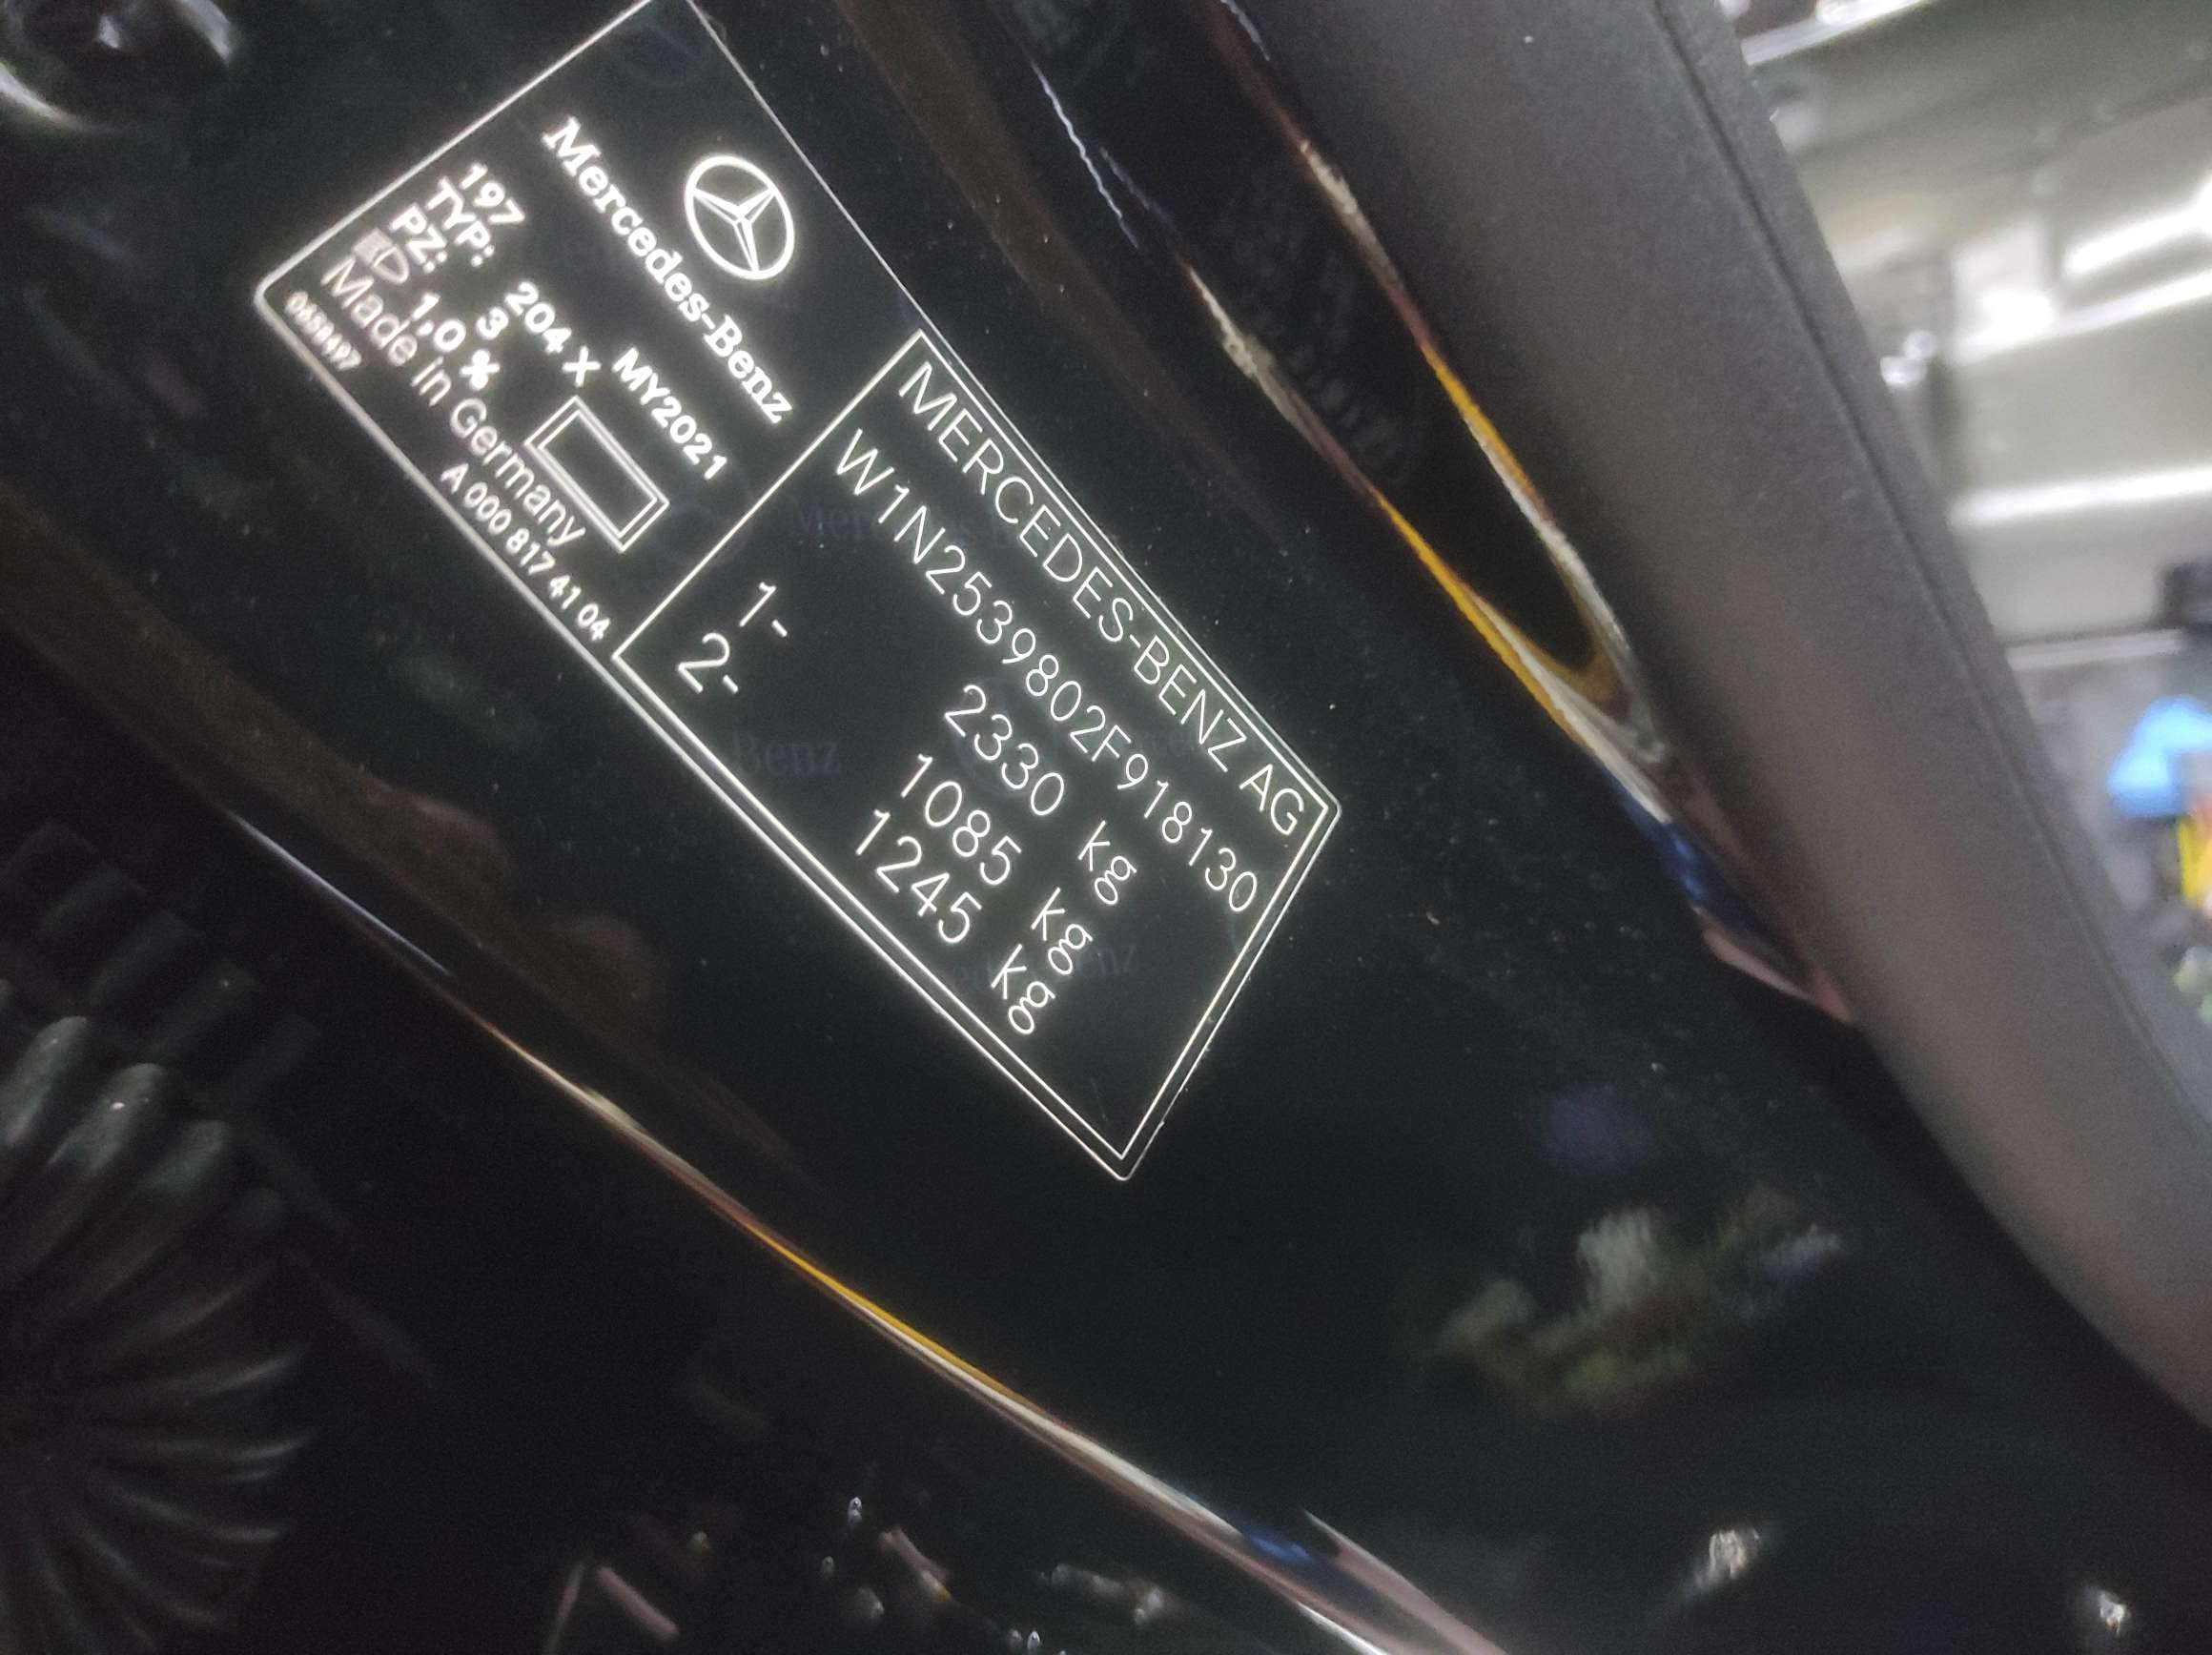 Mercedes-Benz
MY2021
197
TYP: 204 X
PZ: 3
1,0 %
Made in Germany
0658497
A 000 817 41 04
MERCEDES-BENZ AG
W1N2539802F918130
2330 kg
1- 1085 kg
2- 1245 kg